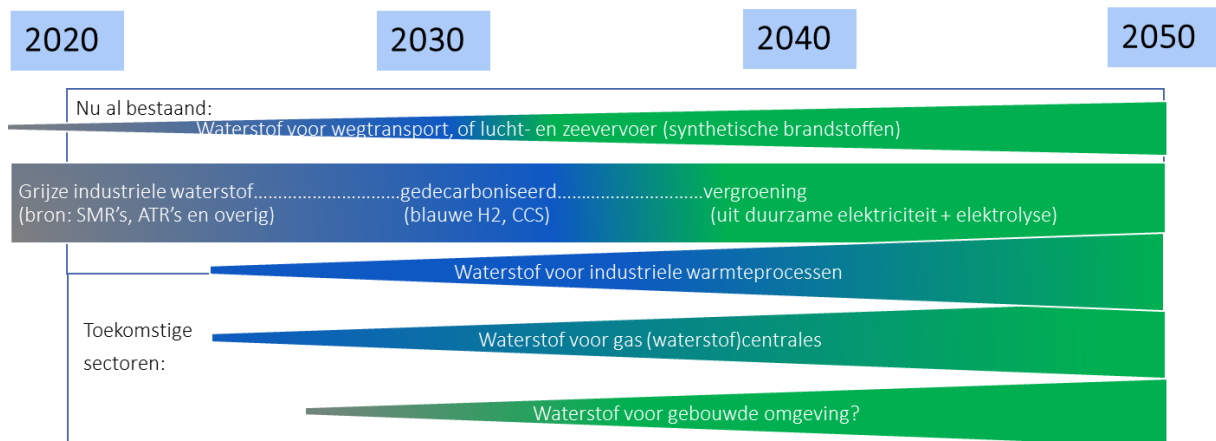 2020 2030 2040 2050
Nu al bestaand:
Waterstof voor wegtransport, of lucht- en zeevervoer (synthetische brandstoffen)
Grijze industriele waterstof................................gedecarboniseerd................................vergroening
(bron: SMR's, ATR's en overig) (blauwe H2, CCS) (uit duurzame elektriciteit + elektrolyse)
Waterstof voor industriele warmteprocessen
Toekomstige
sectoren:
Waterstof voor gas (waterstof)centrales
Waterstof voor gebouwde omgeving?